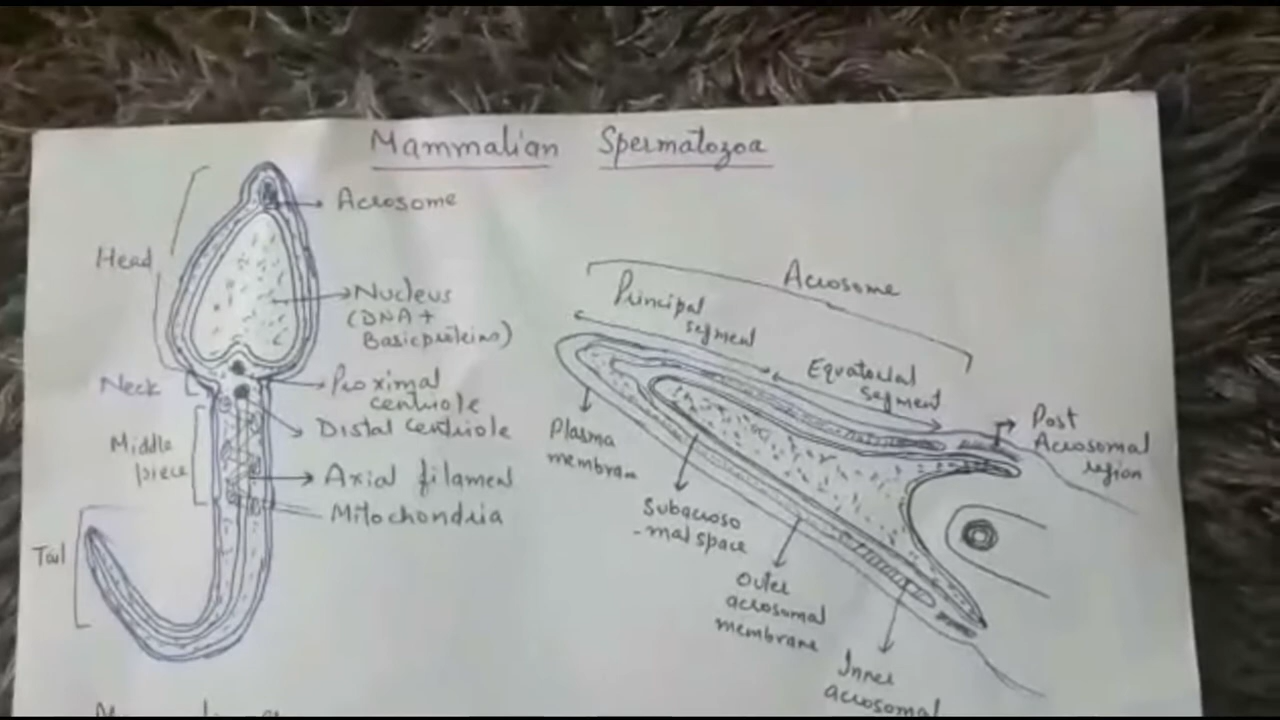 Mammalian Spermatozoa
Acrosome
Head
Nucleus
(DNA +
Basic proteins)
Neck
Proximal
centriole
Distal centriole
Middle
piece
Axial filament
Mitochondria
Tail
Acrosome
Principal
segment
Equatorial
segment
Post
Acrosomal
region
Plasma
membran
Subacroso
-mal space
Outer
acrosomal
membrane
Inner
acrosomal